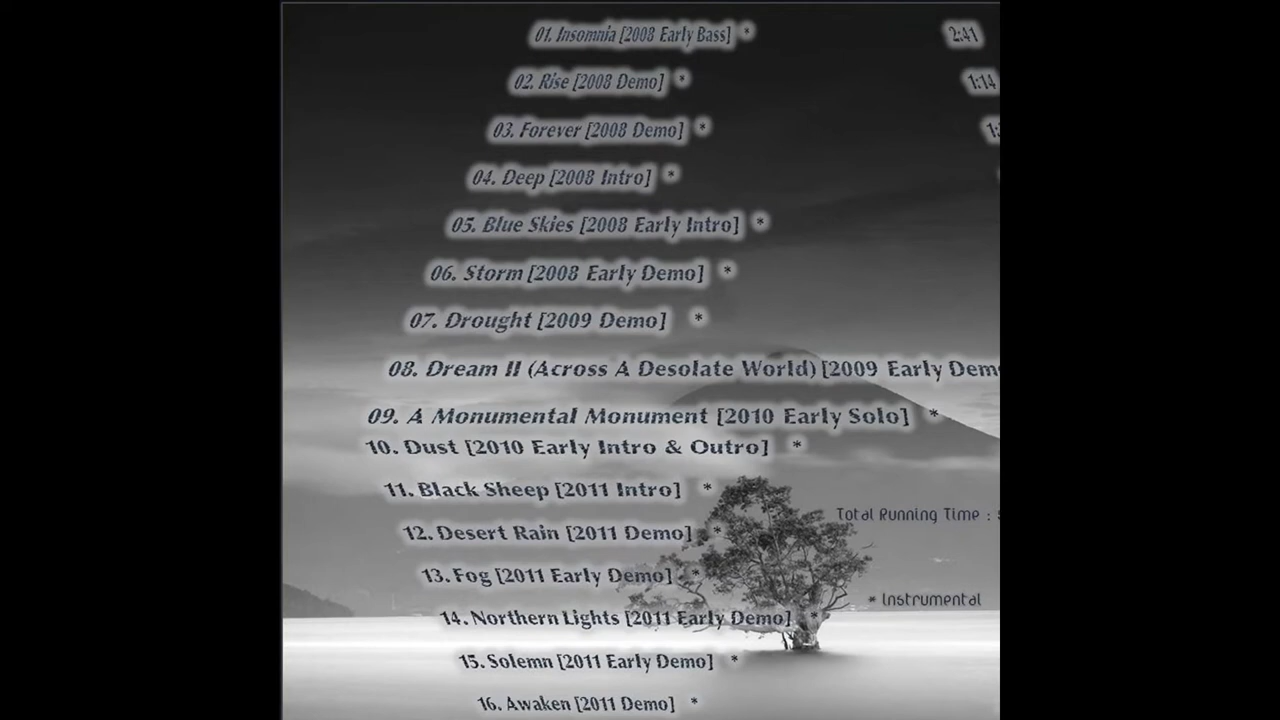 01. Insomnia [2008 Early Bass] * 2:41
02. Rise [2008 Demo] * 1:14
03. Forever [2008 Demo] *
04. Deep [2008 Intro] *
05. Blue Skies [2008 Early Intro] *
06. Storm [2008 Early Demo] *
07. Drought [2009 Demo] *
08. Dream II (Across A Desolate World) [2009 Early
09. A Monumental Monument [2010 Early Solo] *
10. Dust [2010 Early Intro & Outro] *
11. Black Sheep [2011 Intro] *
Total Running Time :
12. Desert Rain [2011 Demo] *
13. Fog [2011 Early Demo] *
* Instrumental
14. Northern Lights [2011 Early Demo] *
15. Solemn [2011 Early Demo] *
16. Awaken [2011 Demo] *